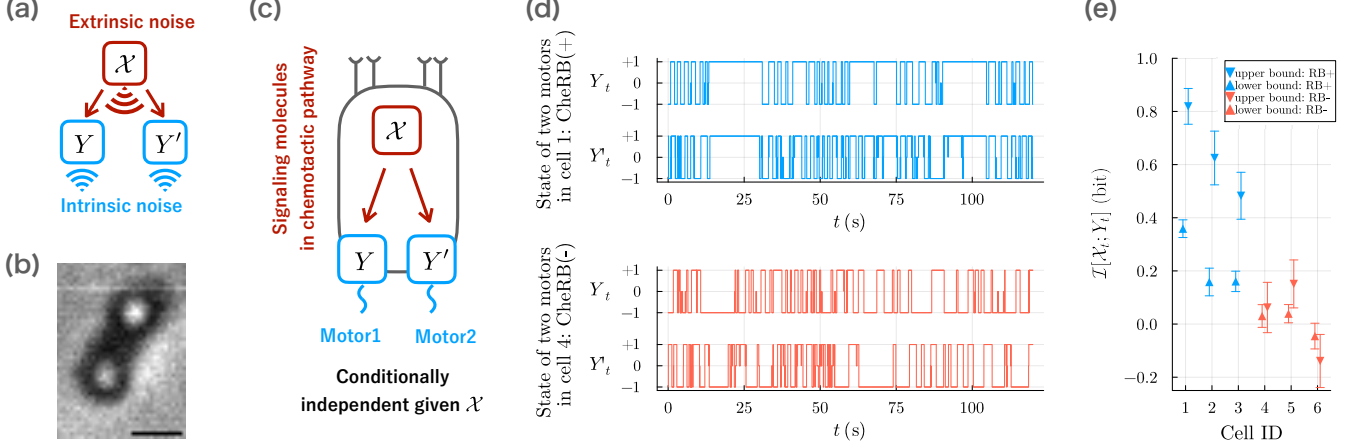 (a)
Extrinsic noise
𝒳
Y
Y′
Intrinsic noise
(b)
(c)
Signaling molecules
in chemotactic pathway
𝒳
Y
Y′
Motor1
Motor2
Conditionally
independent given 𝒳
(d)
State of two motors
in cell 1: CheRB(+)
Y_t
+1
0
−1
Y′_t
+1
0
−1
0 25 50 75 100
t (s)
State of two motors
in cell 4: CheRB(-)
Y_t
+1
0
−1
Y′_t
+1
0
−1
0 25 50 75 100
t (s)
(e)
upper bound: RB+
lower bound: RB+
upper bound: RB-
lower bound: RB-
ℐ[𝒳_t; Y_t] (bit)
1.0
0.8
0.6
0.4
0.2
0.0
−0.2
1 2 3 4 5 6
Cell ID